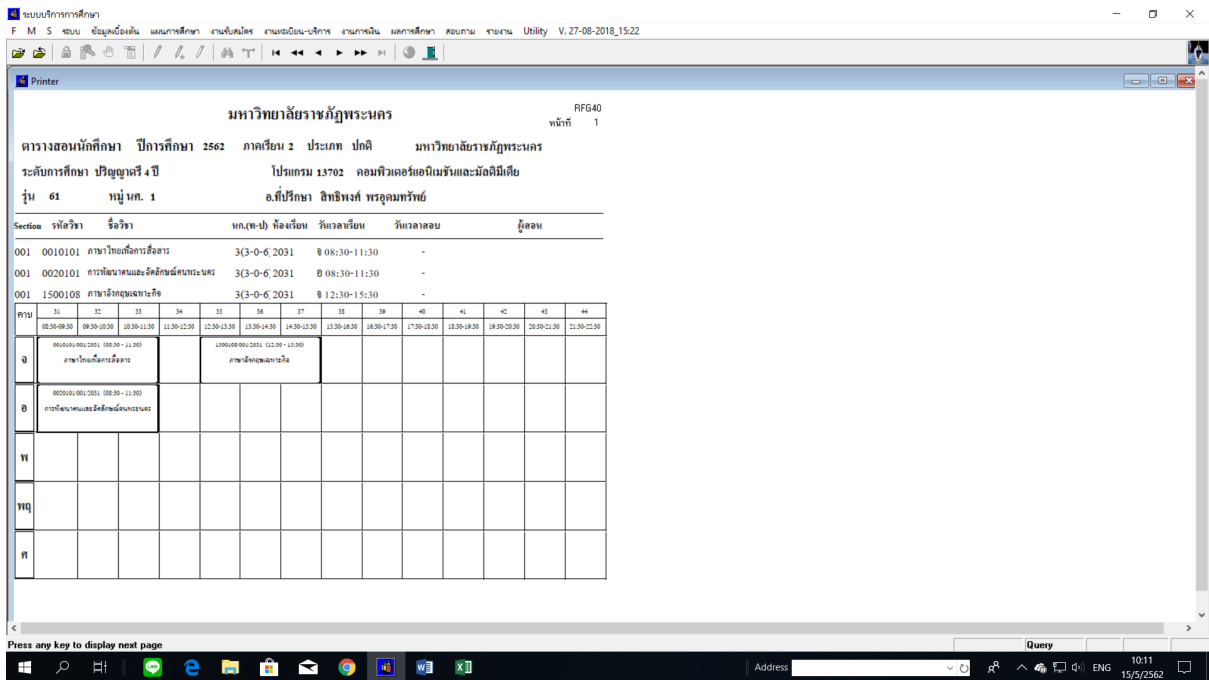 ระบบบริการการศึกษา
F M S ระบบ ข้อมูลเบื้องต้น แผนการศึกษา งานรับสมัคร งานทะเบียน-บริการ งานการเงิน ผลการศึกษา สอบถาม รายงาน Utility V. 27-08-2018_15:22
Printer
มหาวิทยาลัยราชภัฏพระนคร RFG40
หน้าที่ 1
ตารางสอนนักศึกษา ปีการศึกษา 2562 ภาคเรียน 2 ประเภท ปกติ มหาวิทยาลัยราชภัฏพระนคร
ระดับการศึกษา ปริญญาตรี 4 ปี โปรแกรม 13702 คอมพิวเตอร์แอนิเมชันและมัลติมีเดีย
รุ่น 61 หมู่ นศ. 1 อ.ที่ปรึกษา สิทธิพงศ์ พรอุดมทรัพย์
Section รหัสวิชา ชื่อวิชา นก.(ท-ป) ห้องเรียน วันเวลาเรียน วันเวลาสอบ ผู้สอน
001 0010101 ภาษาไทยเพื่อการสื่อสาร 3(3-0-6) 2031 จ 08:30-11:30 -
001 0020101 การพัฒนาตนและอัตลักษณ์คนพระนคร 3(3-0-6) 2031 อ 08:30-11:30 -
001 1500108 ภาษาอังกฤษเฉพาะกิจ 3(3-0-6) 2031 จ 12:30-15:30 -
คาบ 31 32 33 34 35 36 37 38 39 40 41 42 43 44
08:30-09:30 09:30-10:30 10:30-11:30 11:30-12:30 12:30-13:30 13:30-14:30 14:30-15:30 15:30-16:30 16:30-17:30 17:30-18:30 18:30-19:30 19:30-20:30 20:30-21:30 21:30-22:30
0010101/001/2031 (08:30 - 11:30) 1500108/001/2031 (12:30 - 15:30)
จ ภาษาไทยเพื่อการสื่อสาร ภาษาอังกฤษเฉพาะกิจ
0020101/001/2031 (08:30 - 11:30)
อ การพัฒนาตนและอัตลักษณ์คนพระนคร
พ
พฤ
ศ
Press any key to display next page Query
Address ENG 10:11
15/5/2562